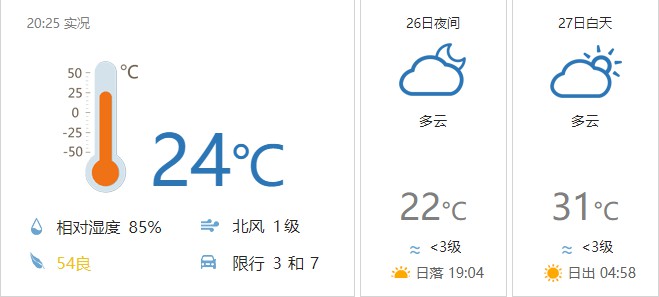 20:25 实况
°C
50
25
0
-25
-50
24°C
相对湿度 85%
北风 1级
54良
限行 3 和 7
26日夜间
多云
22°C
<3级
日落 19:04
27日白天
多云
31°C
<3级
日出 04:58